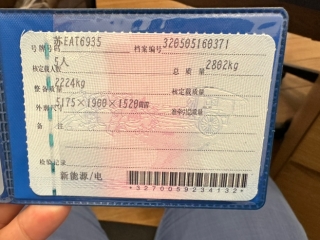 号牌号码 苏EAT6935 档案编号 320505160371
核定载人数 5人 总质量 2802kg
整备质量 2224kg 核定载质量
外廓尺寸 5175×1900×1520mm 准牵引总质量
备注
检验记录
新能源/电
*3270059234132*